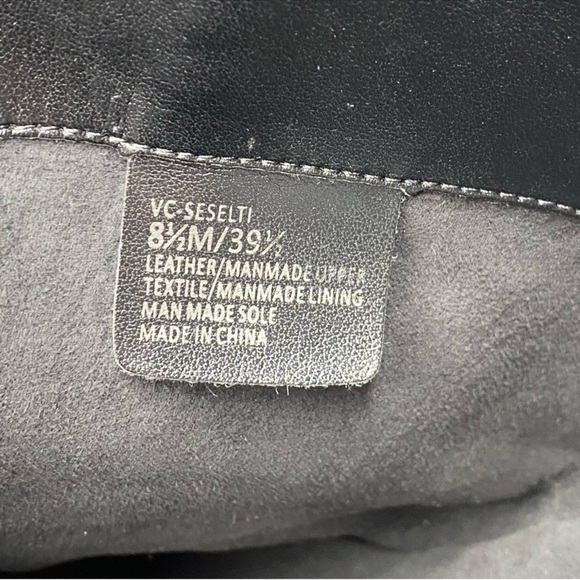 VC-SESELTI
8½M/39½
LEATHER/MANMADE UPPER
TEXTILE/MANMADE LINING
MAN MADE SOLE
MADE IN CHINA